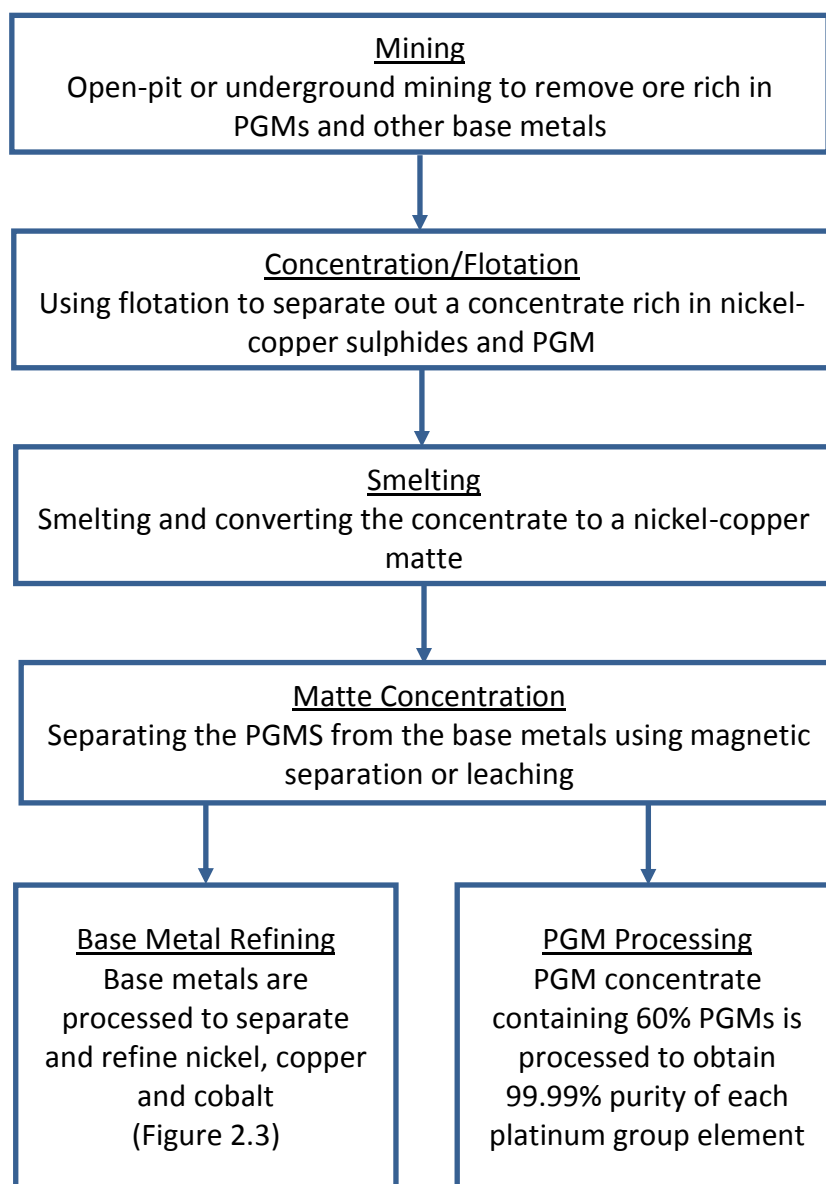 Mining
Open-pit or underground mining to remove ore rich in
PGMs and other base metals
Concentration/Flotation
Using flotation to separate out a concentrate rich in nickel-
copper sulphides and PGM
Smelting
Smelting and converting the concentrate to a nickel-copper
matte
Matte Concentration
Separating the PGMS from the base metals using magnetic
separation or leaching
Base Metal Refining
Base metals are
processed to separate
and refine nickel, copper
and cobalt
(Figure 2.3)
PGM Processing
PGM concentrate
containing 60% PGMs is
processed to obtain
99.99% purity of each
platinum group element